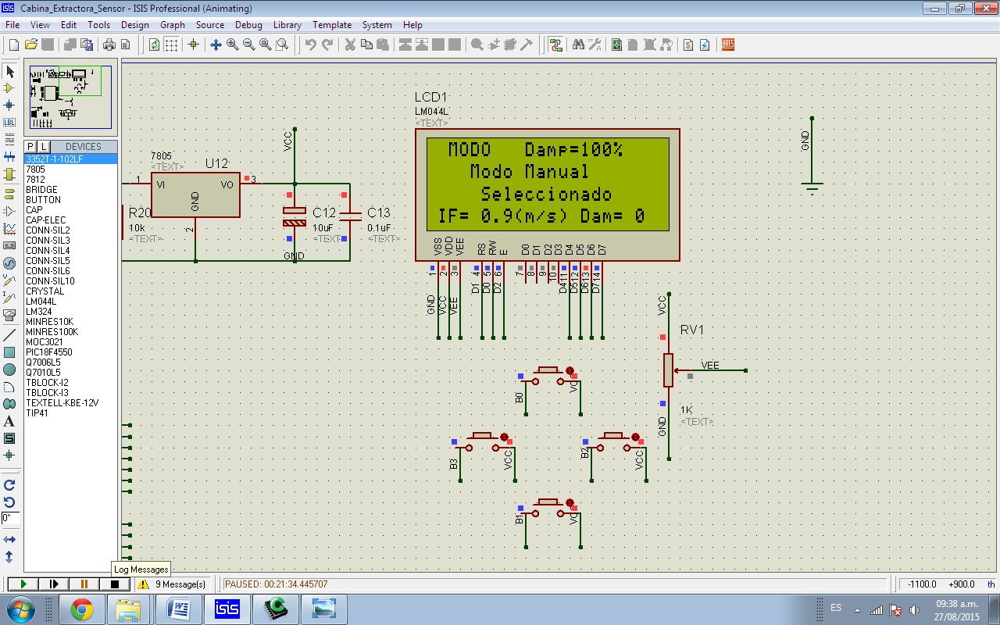 Cabina_Extractora_Sensor - ISIS Professional (Animating)
File View Edit Tools Design Graph Source Debug Library Template System Help
P L DEVICES
3352T-1-102LF
7805
7812
BRIDGE
BUTTON
CAP
CAP-ELEC
CONN-SIL2
CONN-SIL3
CONN-SIL4
CONN-SIL5
CONN-SIL6
CONN-SIL10
CRYSTAL
LM044L
LM324
MINRES10K
MINRES100K
MOC3021
PIC18F4550
Q7006L5
Q7010L5
TBLOCK-I2
TBLOCK-I3
TEXTELL-KBE-12V
TIP41
LBL
A
S
0°
ARES
7805
<TEXT>
U12
1 VI VO 3
GND
2
R20
10k
<TEXT>
VCC
C12
10uF
<TEXT>
C13
0.1uF
<TEXT>
GND
LCD1
LM044L
<TEXT>
MODO Damp=100%
Modo Manual
Seleccionado
IF= 0.9(m/s) Dam= 0
VSS VDD VEE RS RW E D0 D1 D2 D3 D4 D5 D6 D7
1 2 3 4 5 6 7 8 9 10 11 12 13 14
GND VCC VEE D1 D0 D2 D4 D5 D6 D7
GND
VCC
RV1
VEE
1K
<TEXT>
GND
B0 VC
B3 VCC
B2 VCC
B1 VC
Log Messages
9 Message(s)
PAUSED: 00:21:34.445707
-1100.0 +900.0 th
isis
ES
09:38 a.m.
27/08/2015